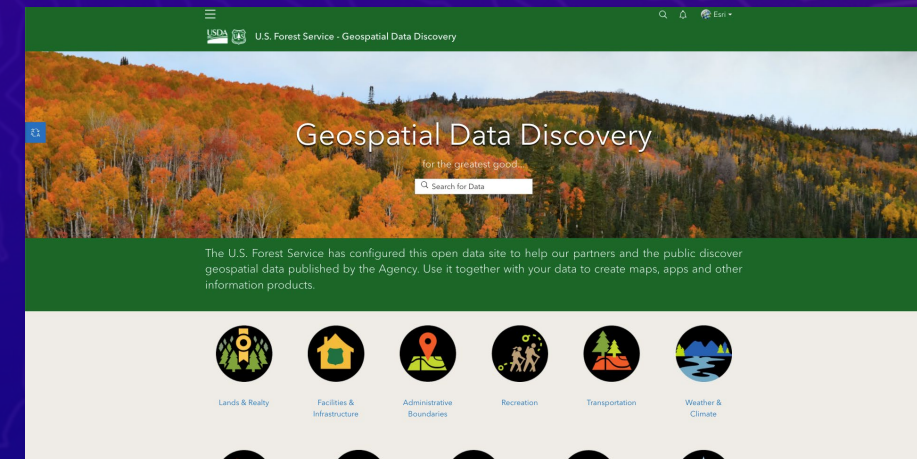 Esri
USDA
U.S. Forest Service - Geospatial Data Discovery
Geospatial Data Discovery
for the greatest good...
Search for Data
The U.S. Forest Service has configured this open data site to help our partners and the public discover
geospatial data published by the Agency. Use it together with your data to create maps, apps and other
information products.
Lands & Realty
Facilities &
Infrastructure
Administrative
Boundaries
Recreation
Transportation
Weather &
Climate